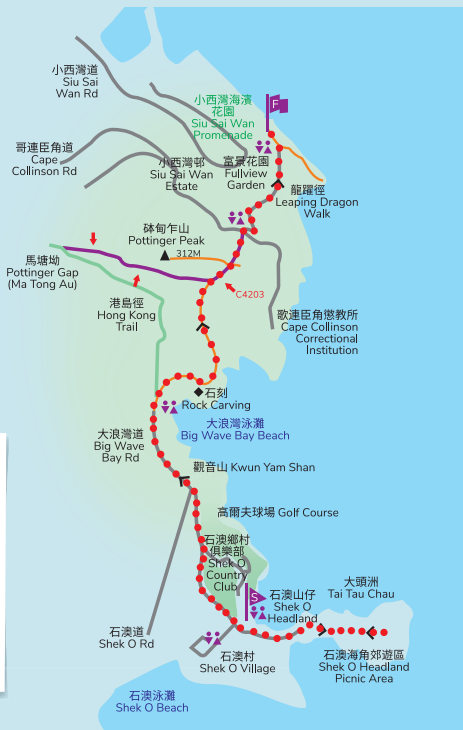 小西灣道
Siu Sai
Wan Rd
小西灣海濱
花園
Siu Sai Wan
Promenade
F
哥連臣角道
Cape
Collinson Rd
小西灣邨
Siu Sai Wan
Estate
富景花園
Fullview
Garden
龍躍徑
Leaping Dragon
Walk
砵甸乍山
Pottinger Peak
312M
馬塘坳
Pottinger Gap
(Ma Tong Au)
港島徑
Hong Kong
Trail
C4203
歌連臣角懲教所
Cape Collinson
Correctional
Institution
石刻
Rock Carving
大浪灣泳灘
Big Wave Bay Beach
大浪灣道
Big Wave
Bay Rd
觀音山 Kwun Yam Shan
高爾夫球場 Golf Course
石澳鄉村
俱樂部
Shek O
Country
Club
S
石澳山仔
Shek O
Headland
大頭洲
Tai Tau Chau
石澳道
Shek O Rd
石澳村
Shek O Village
石澳海角郊遊區
Shek O Headland
Picnic Area
石澳泳灘
Shek O Beach